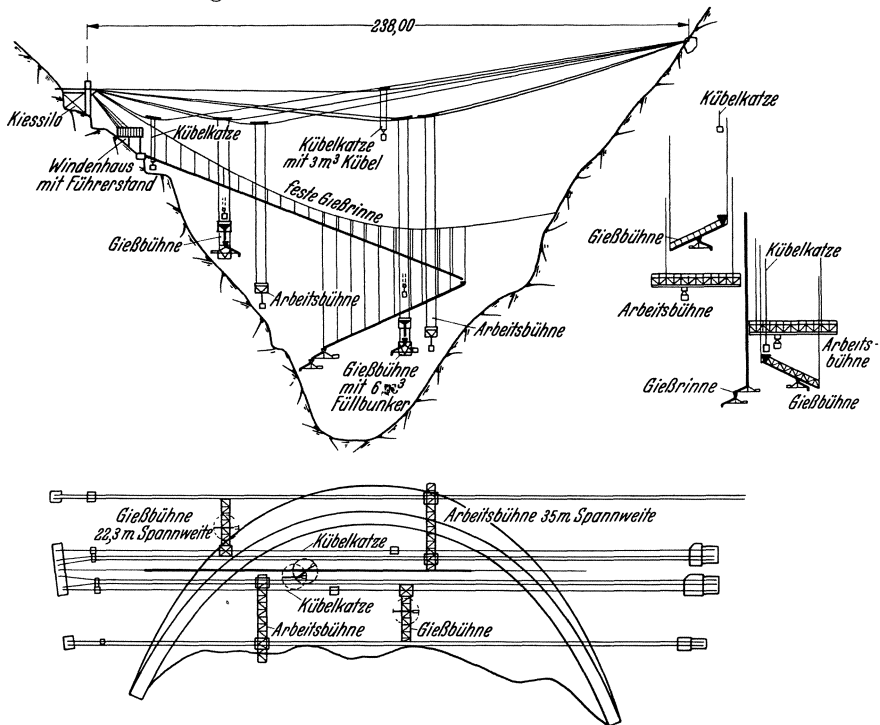 238,00
Kiessilo
Windenhaus
mit Führerstand
Kübelkatze
Kübelkatze
mit 3 m³ Kübel
feste Gießrinne
Gießbühne
Arbeitsbühne
Arbeitsbühne
Gießbühne
mit 6 m³
Füllbunker
Kübelkatze
Gießbühne
Kübelkatze
Arbeitsbühne
Arbeits-
bühne
Gießrinne
Gießbühne
Gießbühne
22,3 m Spannweite
Arbeitsbühne 35 m Spannweite
Kübelkatze
Kübelkatze
Arbeitsbühne
Gießbühne